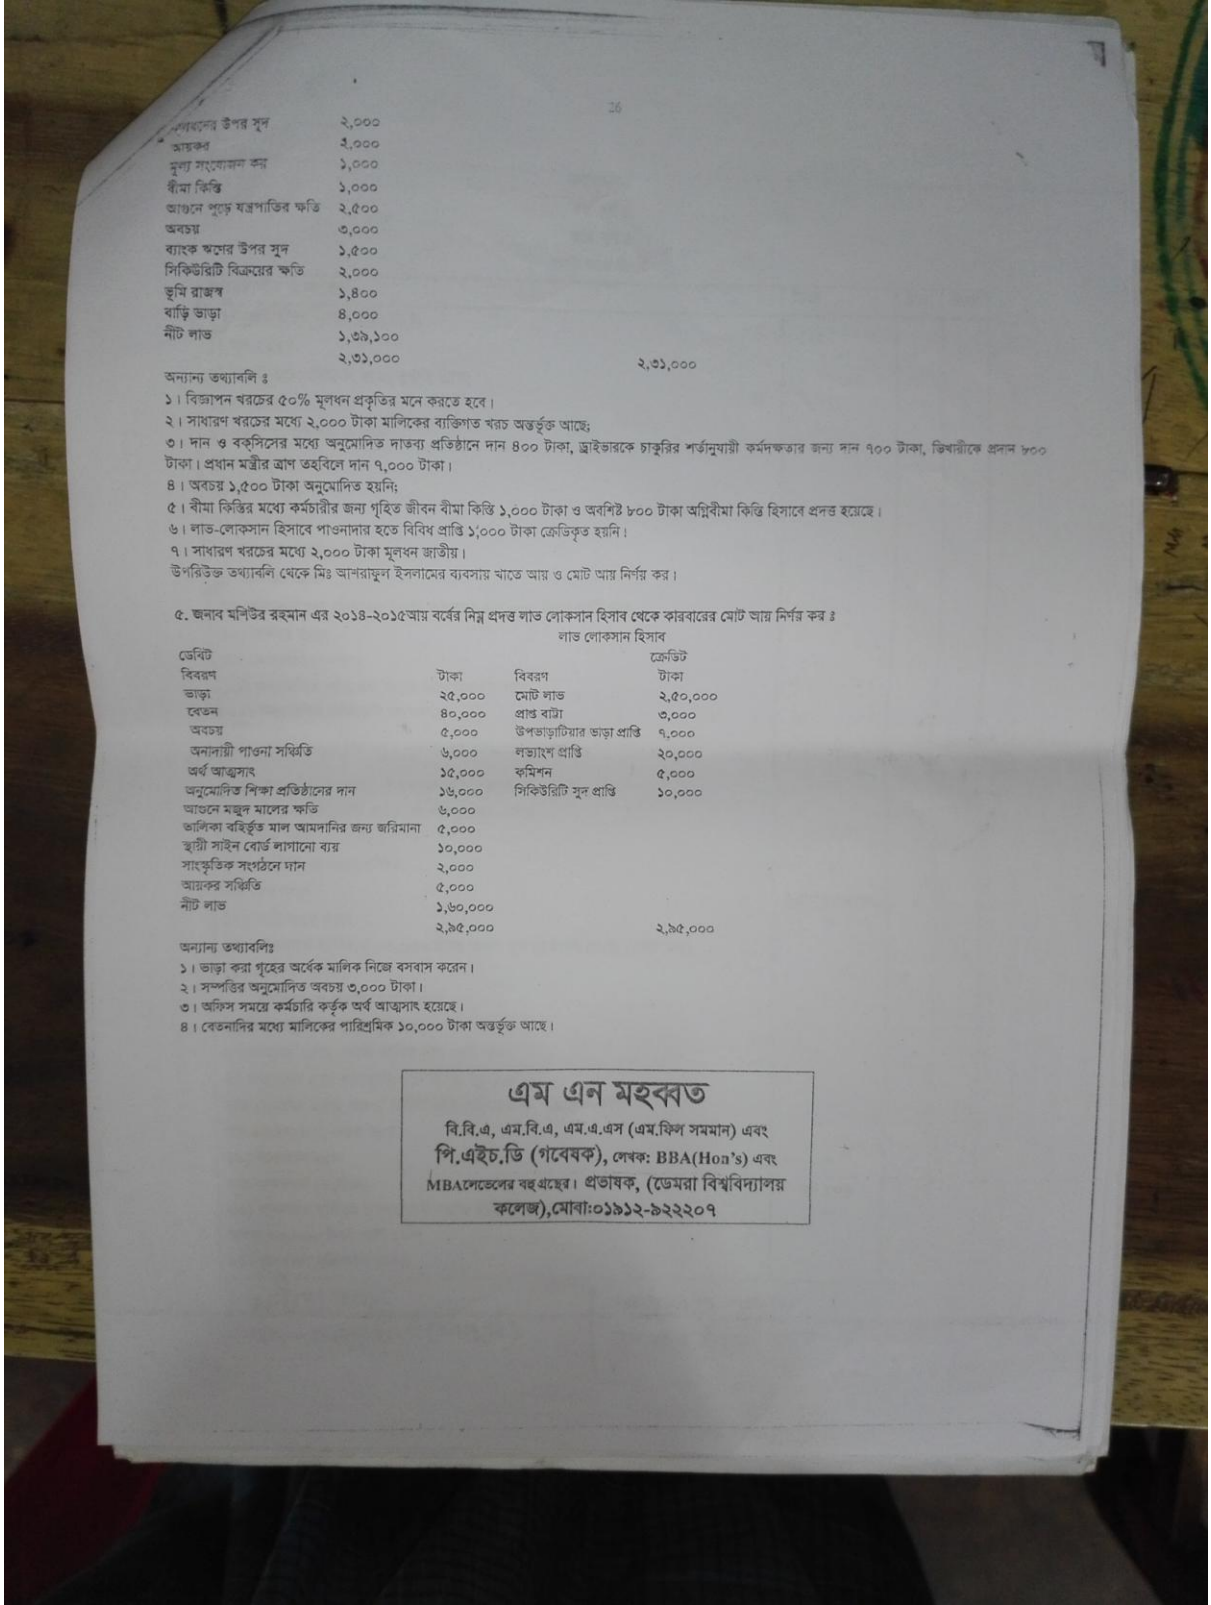 26
উপর সুদ ২,০০০
আয়কর ২,০০০
মূল্য সংযোজন কর ১,০০০
বীমা কিস্তি ১,০০০
আগুনে পুড়ে যন্ত্রপাতির ক্ষতি ২,৫০০
অবচয় ৩,০০০
ব্যাংক ঋণের উপর সুদ ১,৫০০
সিকিউরিটি বিক্রয়ের ক্ষতি ২,০০০
ভূমি রাজস্ব ১,৪০০
বাড়ি ভাড়া ৪,০০০
নীট লাভ ১,৩৯,১০০
২,৩১,০০০ ২,৩১,০০০
অন্যান্য তথ্যাবলি ঃ
১। বিজ্ঞাপন খরচের ৫০% মূলধন প্রকৃতির মনে করতে হবে।
২। সাধারণ খরচের মধ্যে ২,০০০ টাকা মালিকের ব্যক্তিগত খরচ অন্তর্ভূক্ত আছে;
৩। দান ও বক্‌সিসের মধ্যে অনুমোদিত দাতব্য প্রতিষ্ঠানে দান ৪০০ টাকা, ড্রাইভারকে চাকুরির শর্তানুযায়ী কর্মদক্ষতার জন্য দান ৭০০ টাকা, ভিখারীকে প্রদান ৮০০
টাকা। প্রধান মন্ত্রীর ত্রাণ তহবিলে দান ৭,০০০ টাকা।
৪। অবচয় ১,৫০০ টাকা অনুমোদিত হয়নি;
৫। বীমা কিস্তির মধ্যে কর্মচারীর জন্য গৃহিত জীবন বীমা কিস্তি ১,০০০ টাকা ও অবশিষ্ট ৮০০ টাকা অগ্নিবীমা কিস্তি হিসাবে প্রদত্ত হয়েছে।
৬। লাভ-লোকসান হিসাবে পাওনাদার হতে বিবিধ প্রাপ্তি ১,০০০ টাকা ক্রেডিকৃত হয়নি।
৭। সাধারণ খরচের মধ্যে ২,০০০ টাকা মূলধন জাতীয়।
উপরিউক্ত তথ্যাবলি থেকে মিঃ আশরাফুল ইসলামের ব্যবসায় খাতে আয় ও মোট আয় নির্ণয় কর।
৫. জনাব মশিউর রহমান এর ২০১৪-২০১৫আয় বর্ষের নিম্ন প্রদত্ত লাভ লোকসান হিসাব থেকে কারবারের মোট আয় নির্ণয় কর ঃ
লাভ লোকসান হিসাব
ডেবিট ক্রেডিট
বিবরণ টাকা বিবরণ টাকা
ভাড়া ২৫,০০০ মোট লাভ ২,৫০,০০০
বেতন ৪০,০০০ প্রাপ্ত বাট্টা ৩,০০০
অবচয় ৫,০০০ উপভাড়াটিয়ার ভাড়া প্রাপ্তি ৭,০০০
অনাদায়ী পাওনা সঞ্চিতি ৬,০০০ লভ্যাংশ প্রাপ্তি ২০,০০০
অর্থ আত্মসাৎ ১৫,০০০ কমিশন ৫,০০০
অনুমোদিত শিক্ষা প্রতিষ্ঠানের দান ১৬,০০০ সিকিউরিটি সুদ প্রাপ্তি ১০,০০০
আগুনে মজুদ মালের ক্ষতি ৬,০০০
তালিকা বহির্ভূত মাল আমদানির জন্য জরিমানা ৫,০০০
স্থায়ী সাইন বোর্ড লাগানো ব্যয় ১০,০০০
সাংস্কৃতিক সংগঠনে দান ২,০০০
আয়কর সঞ্চিতি ৫,০০০
নীট লাভ ১,৬০,০০০
২,৯৫,০০০ ২,৯৫,০০০
অন্যান্য তথ্যাবলিঃ
১। ভাড়া করা গৃহের অর্ধেক মালিক নিজে বসবাস করেন।
২। সম্পত্তির অনুমোদিত অবচয় ৩,০০০ টাকা।
৩। অফিস সময়ে কর্মচারি কর্তৃক অর্থ আত্মসাৎ হয়েছে।
৪। বেতনাদির মধ্যে মালিকের পারিশ্রমিক ১০,০০০ টাকা অন্তর্ভূক্ত আছে।
এম এন মহব্বত
বি.বি.এ, এম.বি.এ, এম.এ.এস (এম.ফিল সমমান) এবং
পি.এইচ.ডি (গবেষক), লেখক: BBA(Hon's) এবং
MBAলেভেলের বহু গ্রন্থের। প্রভাষক, (ডেমরা বিশ্ববিদ্যালয়
কলেজ),মোবা:০১৯১২-৯২২২০৭